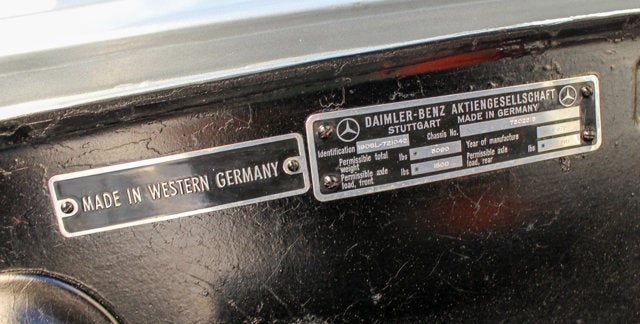 MADE IN WESTERN GERMANY
DAIMLER-BENZ AKTIENGESELLSCHAFT
STUTTGART MADE IN GERMANY
Identification Chassis No.
Permissible total weight lbs Year of manufacture
Permissible axle load, front lbs Permissible axle load, rear